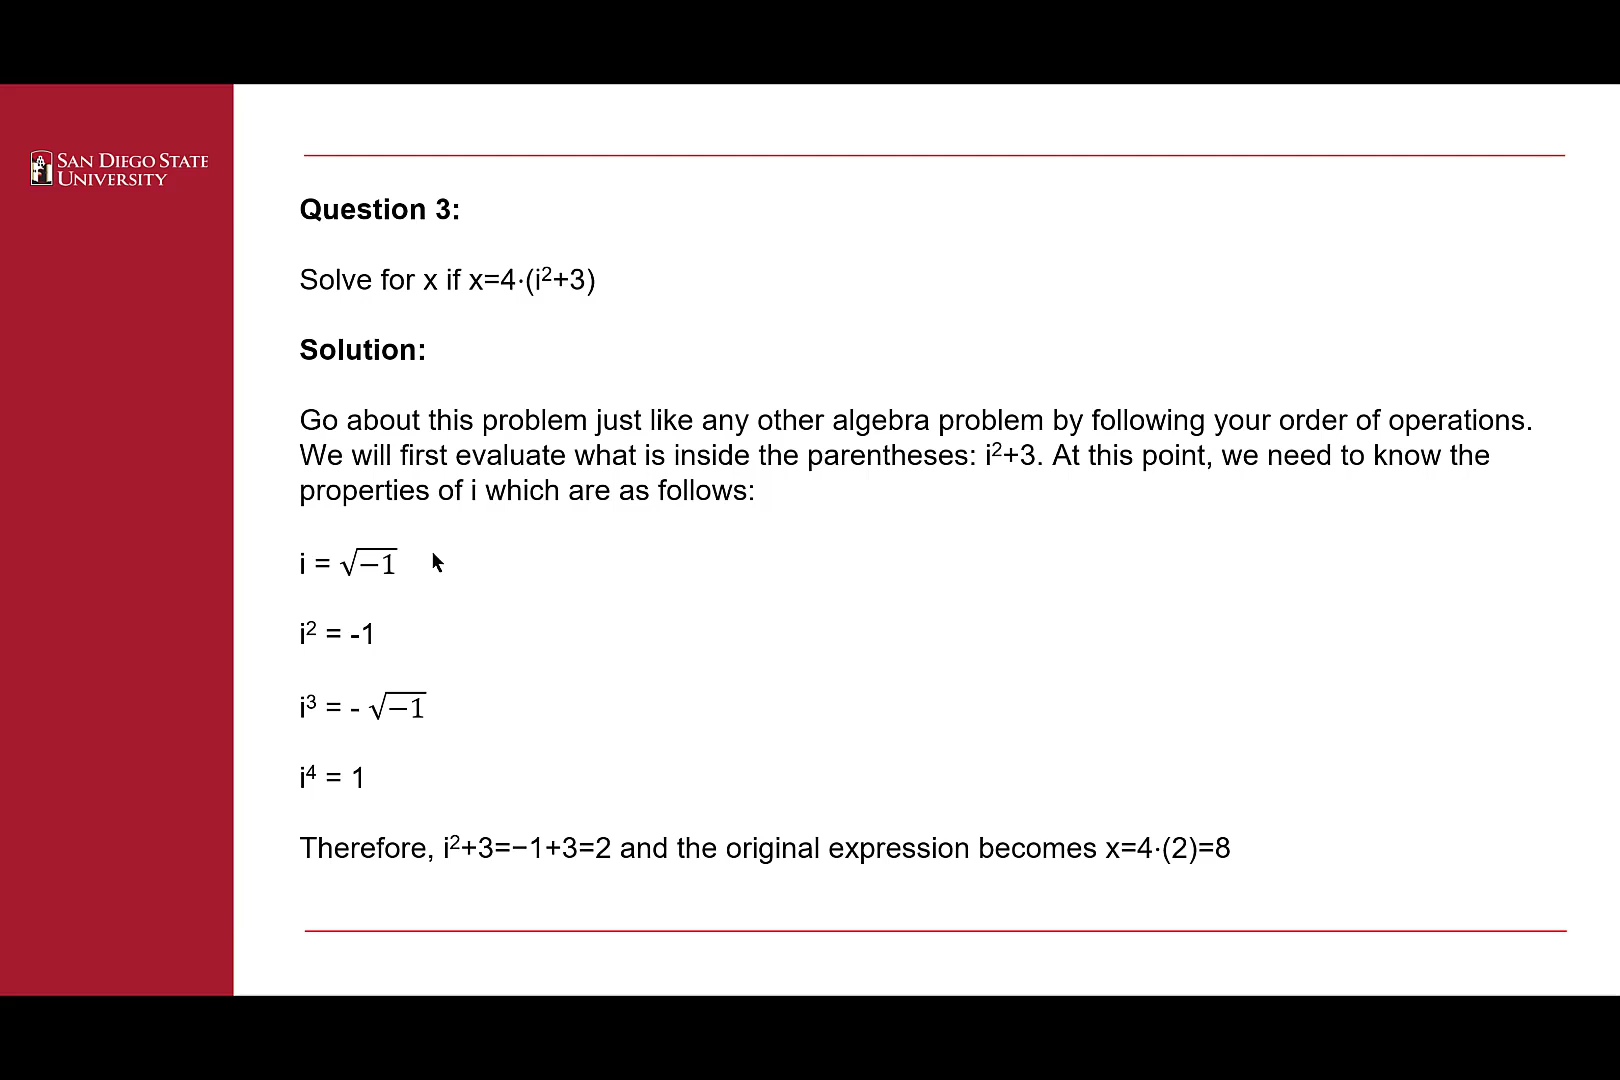 SAN DIEGO STATE
UNIVERSITY
Question 3:
Solve for x if x=4·(i²+3)
Solution:
Go about this problem just like any other algebra problem by following your order of operations.
We will first evaluate what is inside the parentheses: i²+3. At this point, we need to know the
properties of i which are as follows:
i = √−1
i² = -1
i³ = - √−1
i⁴ = 1
Therefore, i²+3=−1+3=2 and the original expression becomes x=4·(2)=8